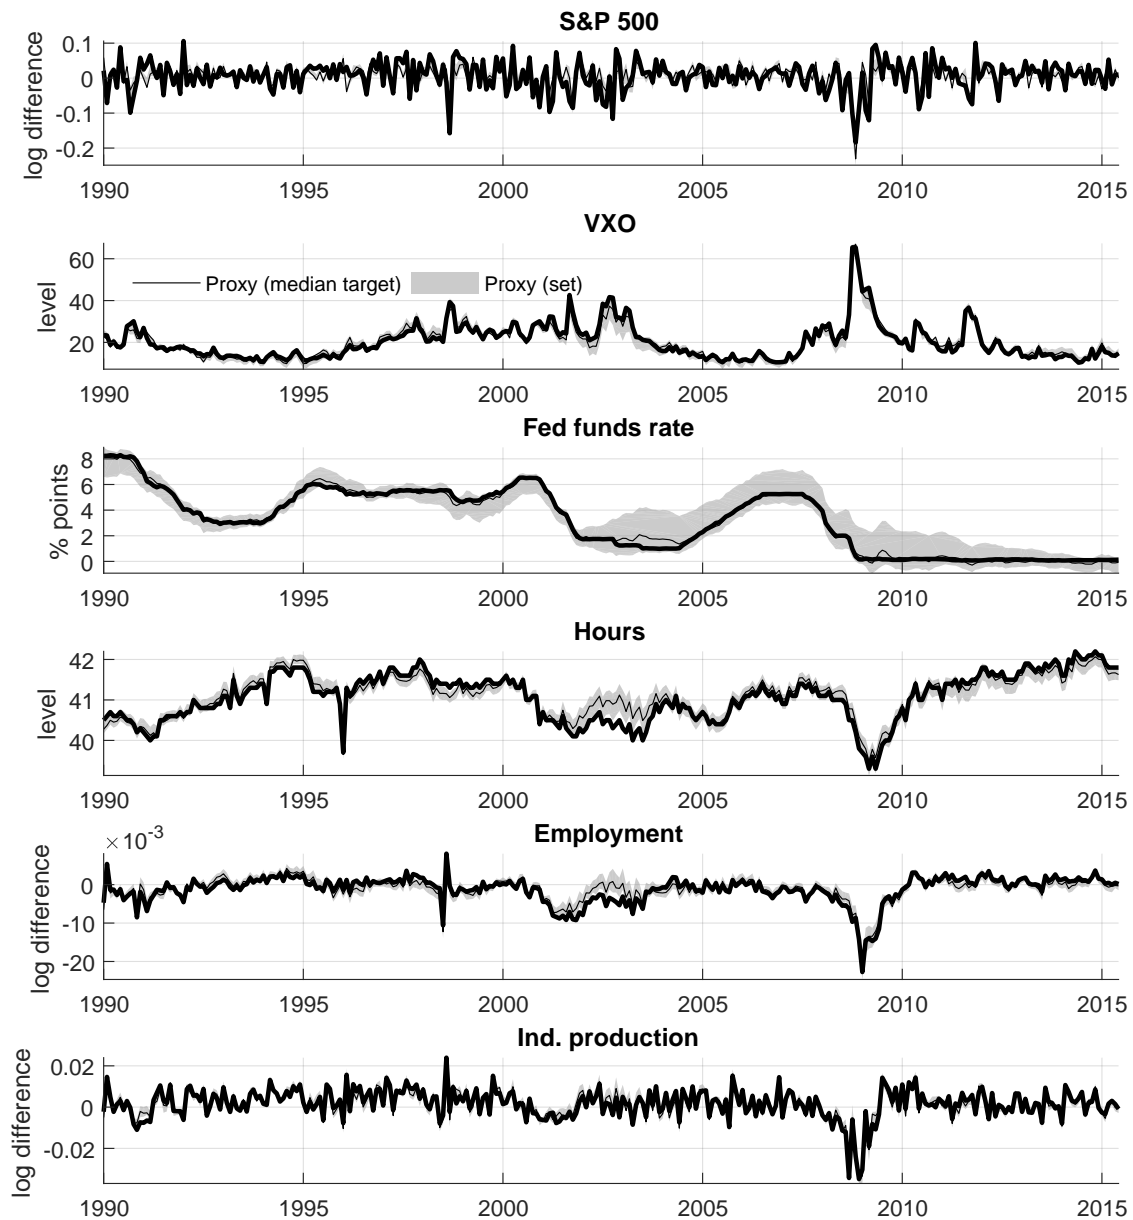 S&P 500
log difference
0.1
0
-0.1
-0.2
1990 1995 2000 2005 2010 2015
VXO
level
60
40
20
Proxy (median target) Proxy (set)
1990 1995 2000 2005 2010 2015
Fed funds rate
% points
8
6
4
2
0
1990 1995 2000 2005 2010 2015
Hours
level
42
41
40
1990 1995 2000 2005 2010 2015
Employment
×10-3
log difference
0
-10
-20
1990 1995 2000 2005 2010 2015
Ind. production
log difference
0.02
0
-0.02
1990 1995 2000 2005 2010 2015